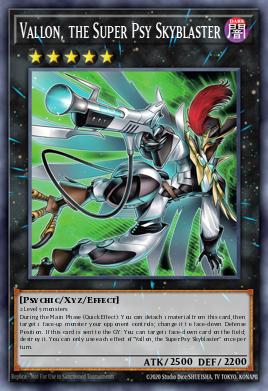 VALLON, THE SUPER PSY SKYBLASTER
DARK
闇
[PSYCHIC/XYZ/EFFECT]
2 Level 5 monsters
During the Main Phase (Quick Effect): You can detach 1 material from this card, then
target 1 face-up monster your opponent controls; change it to face-down Defense
Position. If this card is sent to the GY: You can target 1 face-down card on the field;
destroy it. You can only use each effect of "Vallon, the Super Psy Skyblaster" once per
turn.
ATK/2500 DEF/2200
Replica - Not For Use in Sanctioned Tournaments
©2020 Studio Dice/SHUEISHA, TV TOKYO, KONAMI